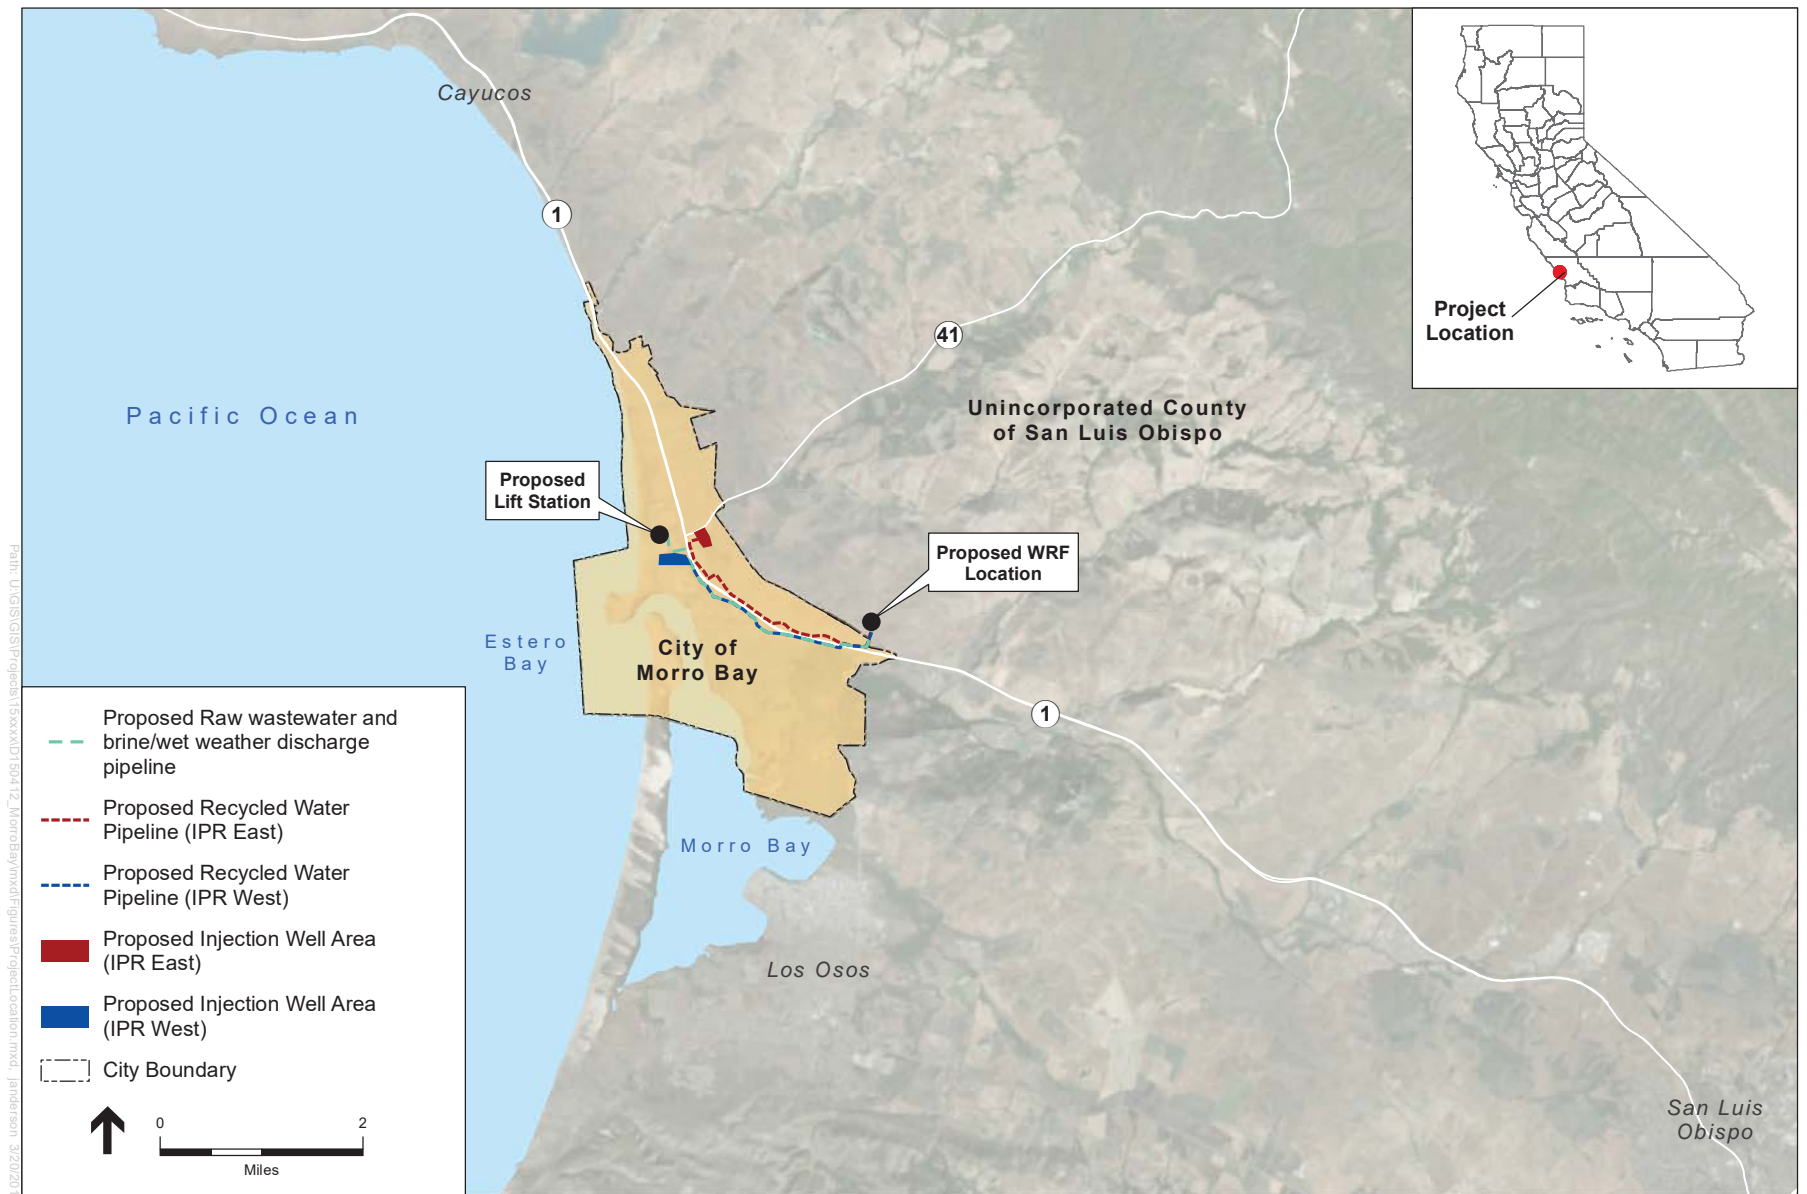 Cayucos
1
41
Project
Location
Unincorporated County
of San Luis Obispo
Pacific Ocean
Proposed
Lift Station
Proposed WRF
Location
Estero
Bay
City of
Morro Bay
1
Morro Bay
Los Osos
San Luis
Obispo
Proposed Raw wastewater and
brine/wet weather discharge
pipeline
Proposed Recycled Water
Pipeline (IPR East)
Proposed Recycled Water
Pipeline (IPR West)
Proposed Injection Well Area
(IPR East)
Proposed Injection Well Area
(IPR West)
City Boundary
0 2
Miles